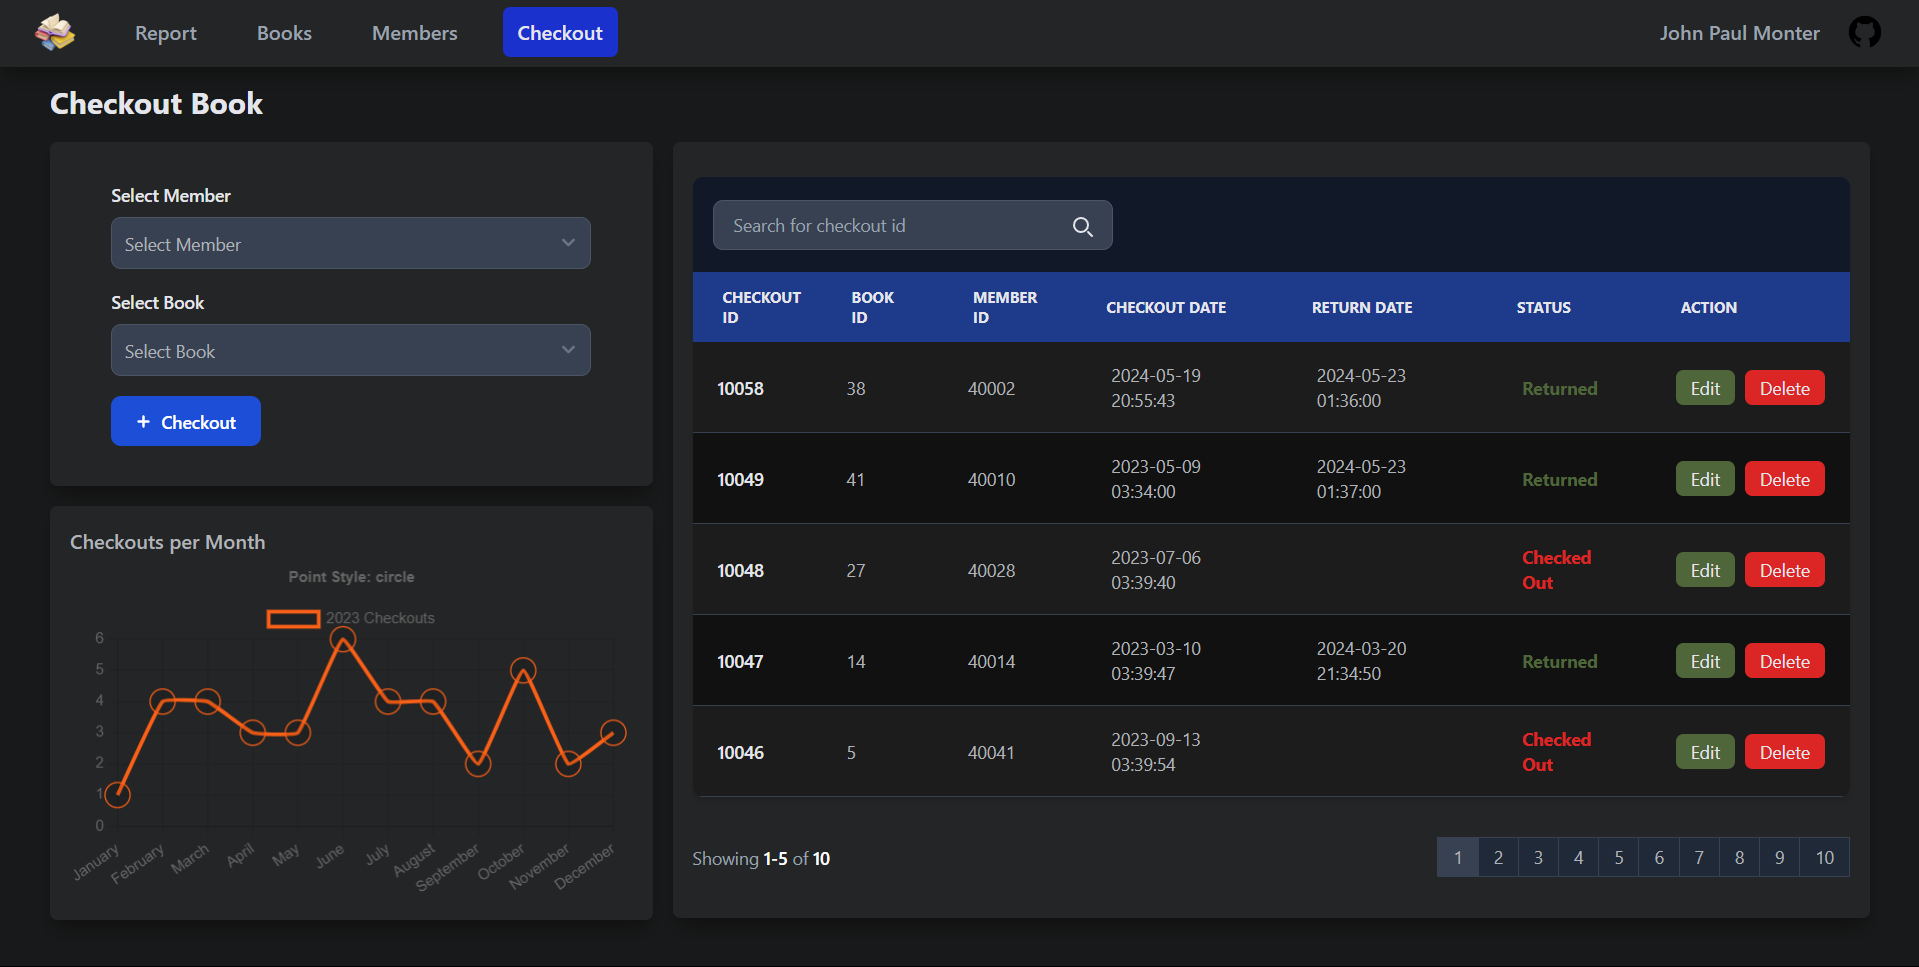 Report
Books
Members
Checkout
John Paul Monter
Checkout Book
Select Member
Select Member
Select Book
Select Book
+ Checkout
Checkouts per Month
Point Style: circle
2023 Checkouts
6
5
4
3
2
1
0
January
February
March
April
May
June
July
August
September
October
November
December
Search for checkout id
CHECKOUT ID
BOOK ID
MEMBER ID
CHECKOUT DATE
RETURN DATE
STATUS
ACTION
10058
38
40002
2024-05-19
20:55:43
2024-05-23
01:36:00
Returned
Edit
Delete
10049
41
40010
2023-05-09
03:34:00
2024-05-23
01:37:00
Returned
Edit
Delete
10048
27
40028
2023-07-06
03:39:40
Checked
Out
Edit
Delete
10047
14
40014
2023-03-10
03:39:47
2024-03-20
21:34:50
Returned
Edit
Delete
10046
5
40041
2023-09-13
03:39:54
Checked
Out
Edit
Delete
Showing 1-5 of 10
1 2 3 4 5 6 7 8 9 10